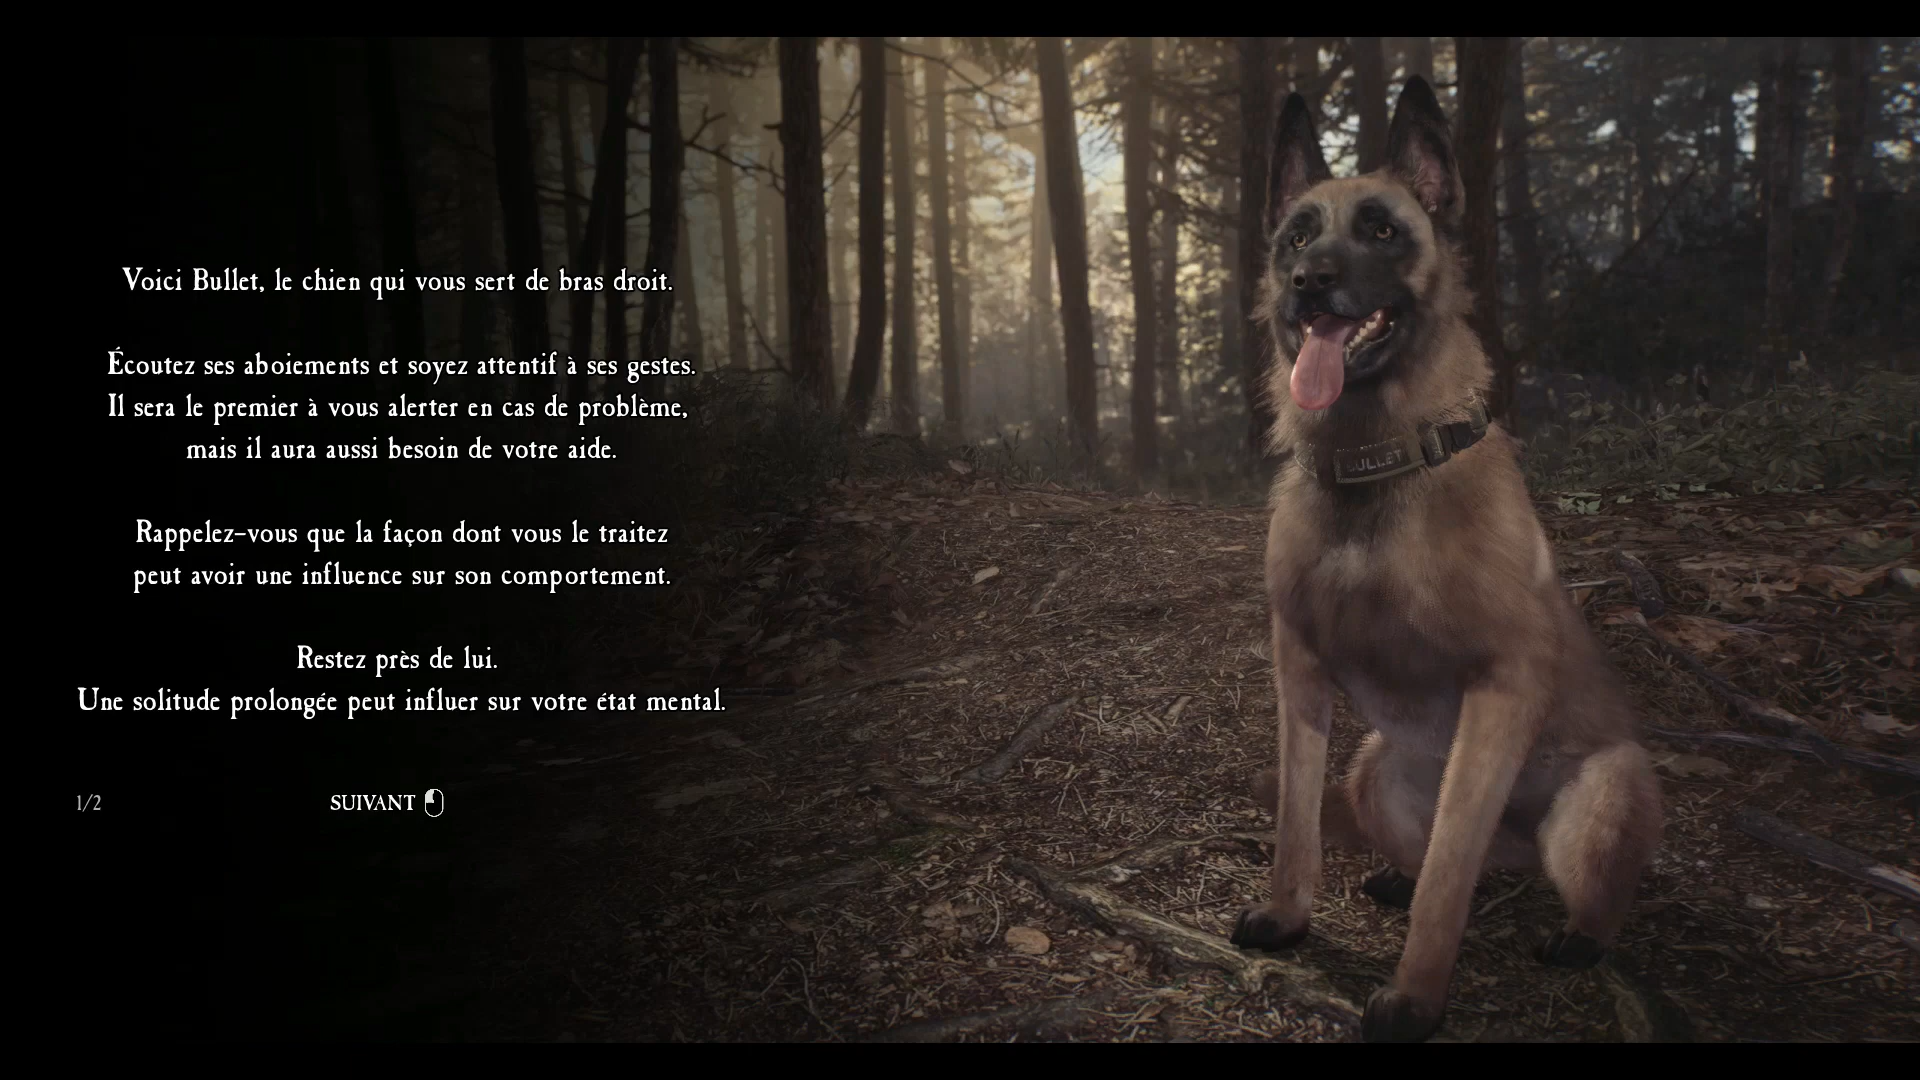 Voici Bullet, le chien qui vous sert de bras droit.
Écoutez ses aboiements et soyez attentif à ses gestes.
Il sera le premier à vous alerter en cas de problème,
mais il aura aussi besoin de votre aide.
Rappelez-vous que la façon dont vous le traitez
peut avoir une influence sur son comportement.
Restez près de lui.
Une solitude prolongée peut influer sur votre état mental.
1/2
SUIVANT
BULLET